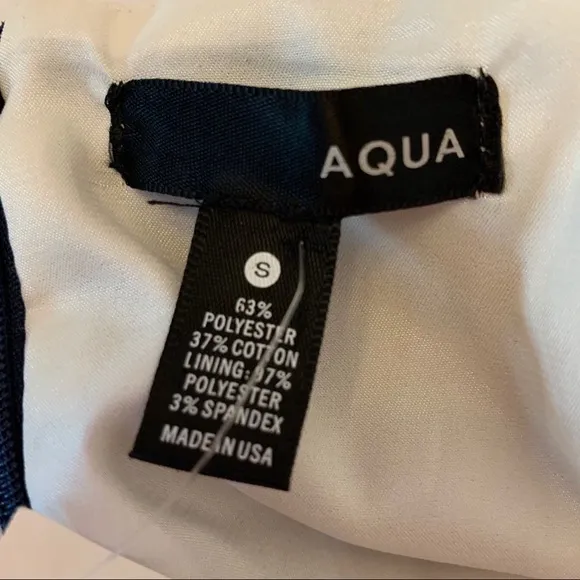 AQUA
S
63%
POLYESTER
37% COTTON
LINING: 97%
POLYESTER
3% SPANDEX
MADE IN USA